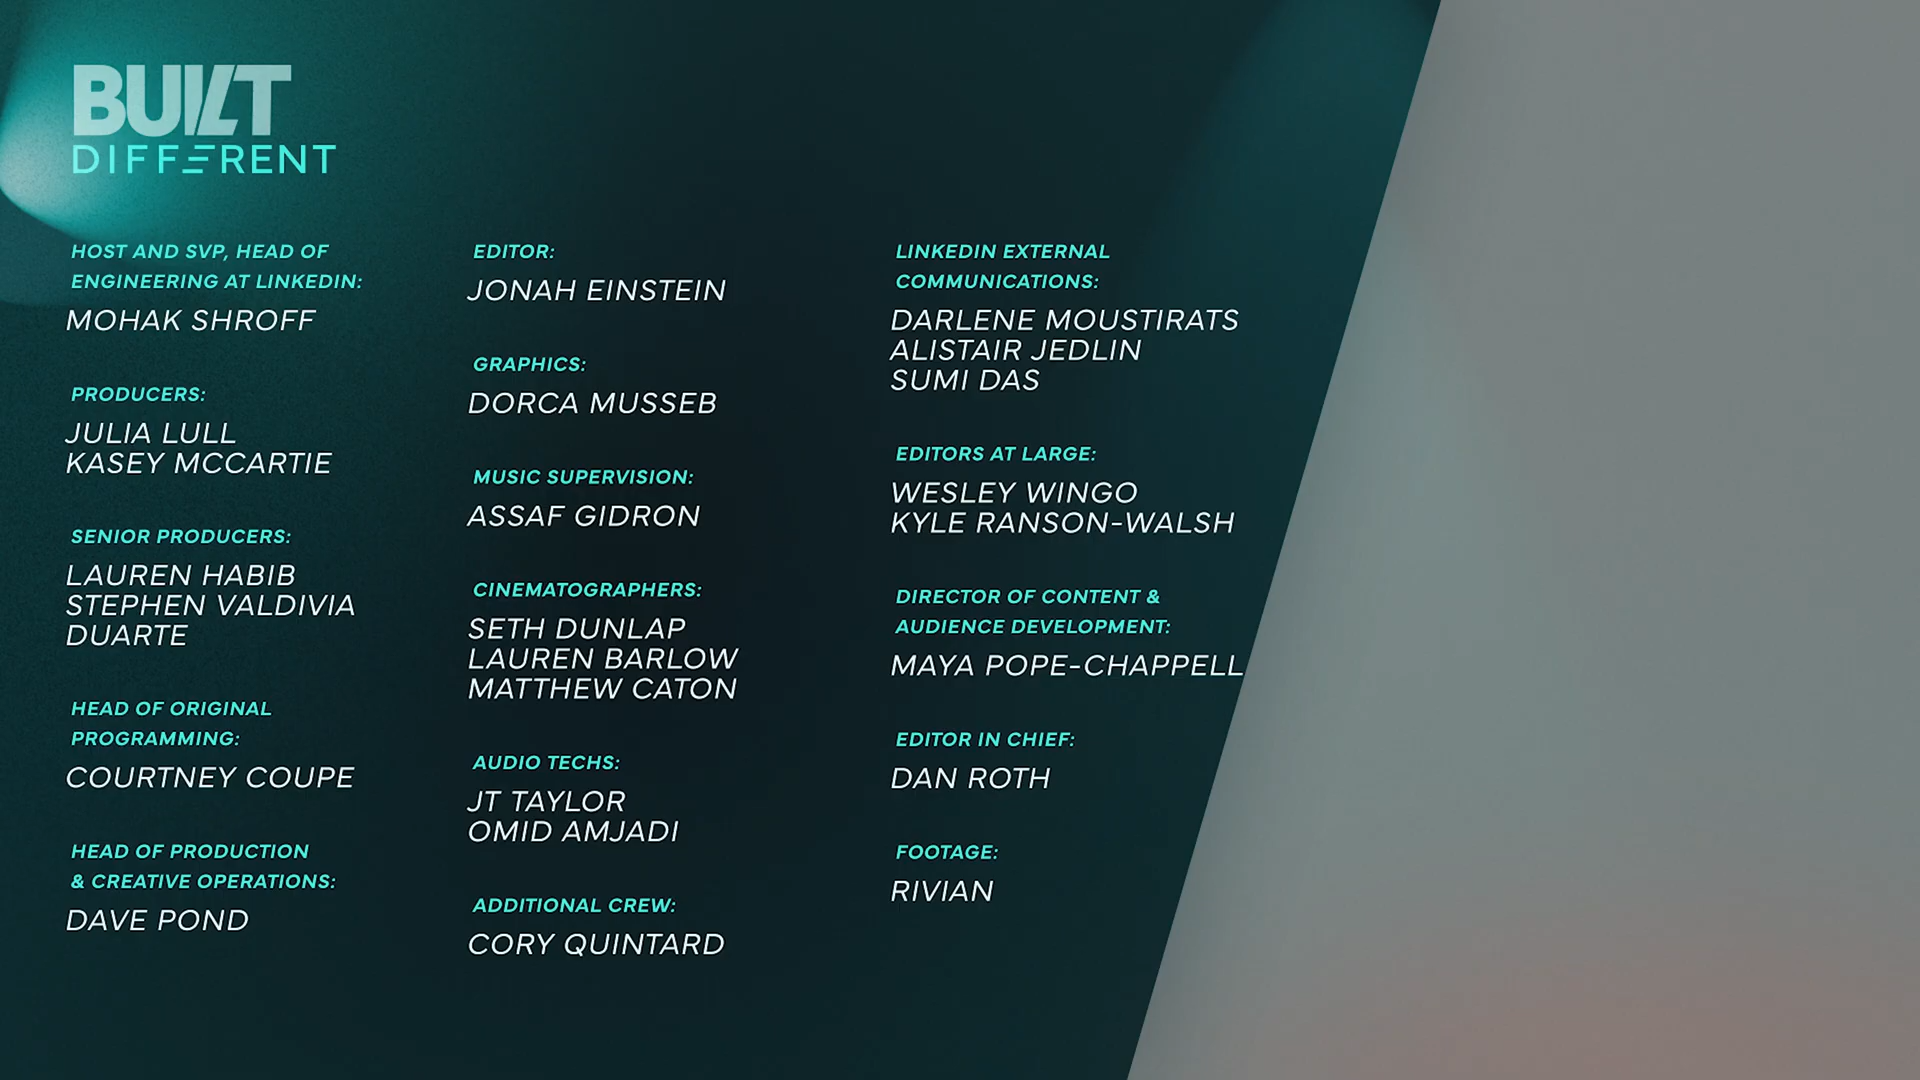 BUILT
DIFFERENT
HOST AND SVP, HEAD OF
ENGINEERING AT LINKEDIN:
MOHAK SHROFF
PRODUCERS:
JULIA LULL
KASEY MCCARTIE
SENIOR PRODUCERS:
LAUREN HABIB
STEPHEN VALDIVIA
DUARTE
HEAD OF ORIGINAL
PROGRAMMING:
COURTNEY COUPE
HEAD OF PRODUCTION
& CREATIVE OPERATIONS:
DAVE POND
EDITOR:
JONAH EINSTEIN
GRAPHICS:
DORCA MUSSEB
MUSIC SUPERVISION:
ASSAF GIDRON
CINEMATOGRAPHERS:
SETH DUNLAP
LAUREN BARLOW
MATTHEW CATON
AUDIO TECHS:
JT TAYLOR
OMID AMJADI
ADDITIONAL CREW:
CORY QUINTARD
LINKEDIN EXTERNAL
COMMUNICATIONS:
DARLENE MOUSTIRATS
ALISTAIR JEDLIN
SUMI DAS
EDITORS AT LARGE:
WESLEY WINGO
KYLE RANSON-WALSH
DIRECTOR OF CONTENT &
AUDIENCE DEVELOPMENT:
MAYA POPE-CHAPPELL
EDITOR IN CHIEF:
DAN ROTH
FOOTAGE:
RIVIAN